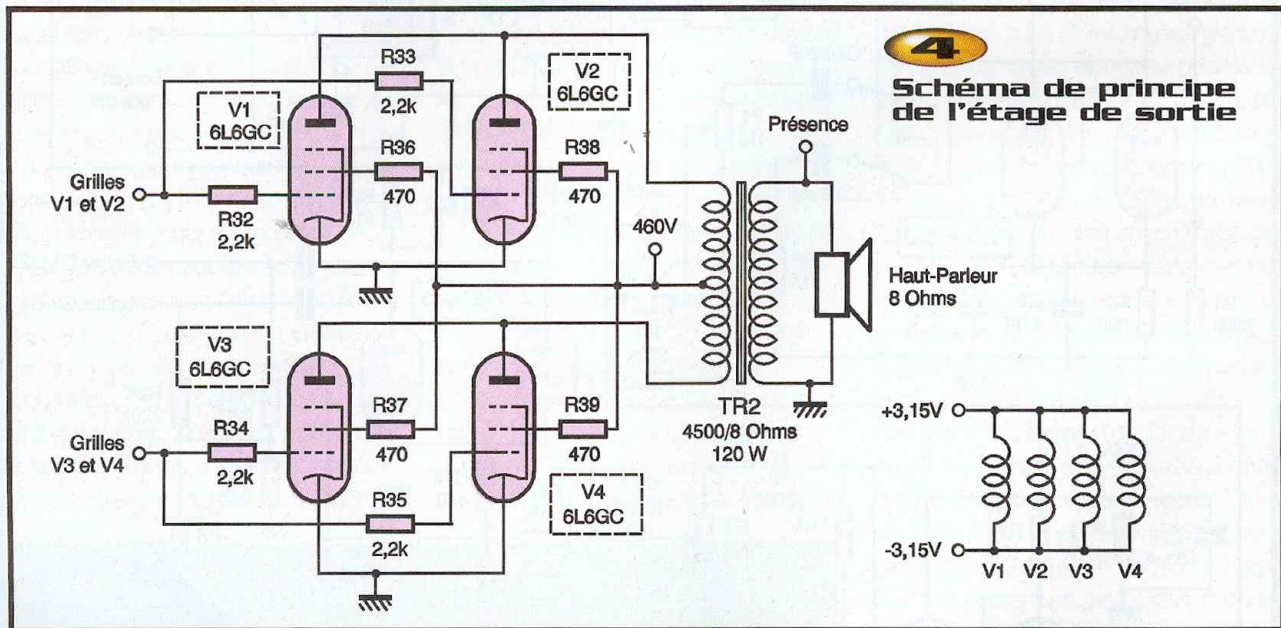 4
Schéma de principe
de l'étage de sortie
R33
2,2k
V2
6L6GC
V1
6L6GC
R36
470
R38
470
Présence
Grilles
V1 et V2
R32
2,2k
460V
Haut-Parleur
8 Ohms
V3
6L6GC
R37
470
R39
470
TR2
4500/8 Ohms
120 W
Grilles
V3 et V4
R34
2,2k
R35
2,2k
V4
6L6GC
+3,15V
-3,15V
V1 V2 V3 V4